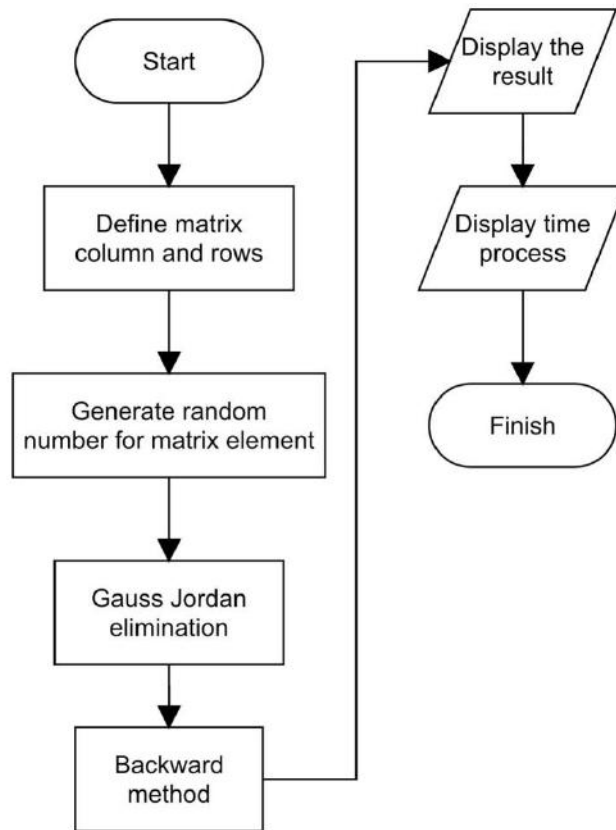 Start
Define matrix
column and rows
Generate random
number for matrix element
Gauss Jordan
elimination
Backward
method
Display the
result
Display time
process
Finish